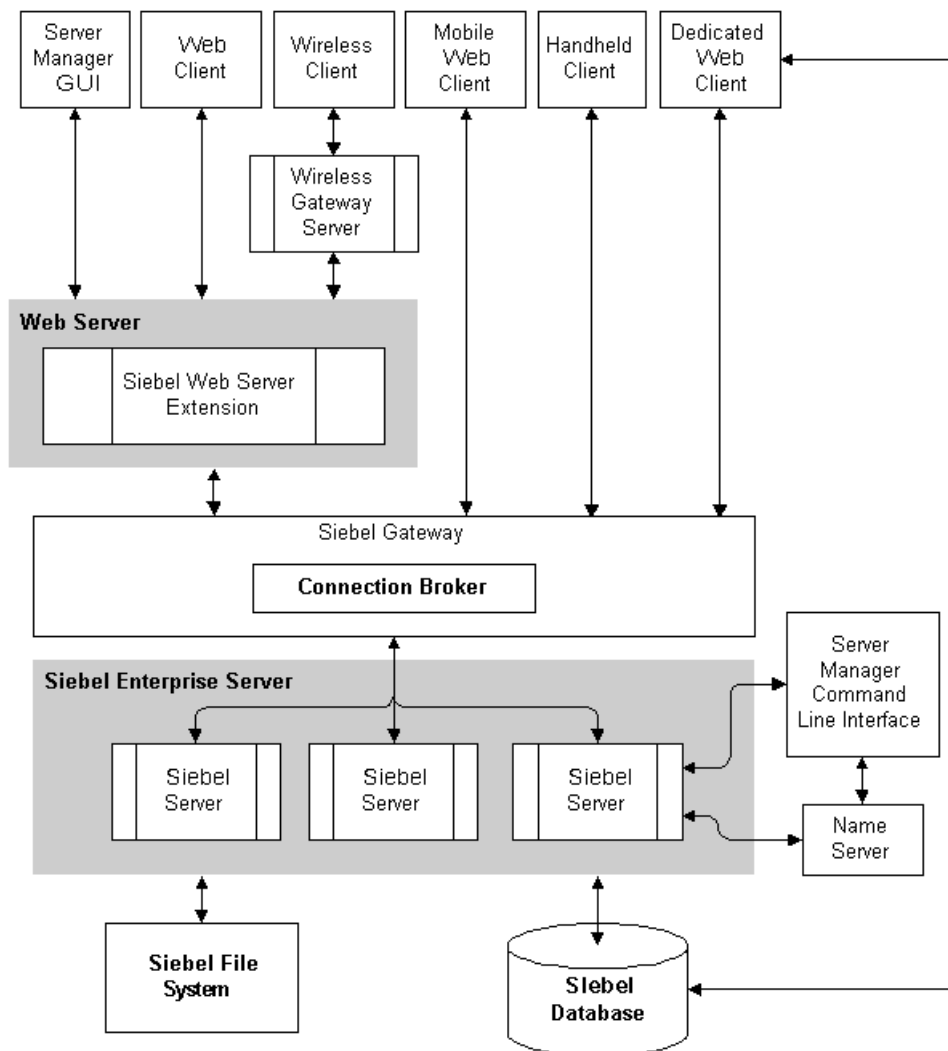 Server
Manager
GUI
Web
Client
Wireless
Client
Mobile
Web
Client
Handheld
Client
Dedicated
Web
Client
Wireless
Gateway
Server
Web Server
Siebel Web Server
Extension
Siebel Gateway
Connection Broker
Siebel Enterprise Server
Siebel
Server
Siebel
Server
Siebel
Server
Server
Manager
Command
Line Interface
Name
Server
Siebel File
System
SIebel
Database